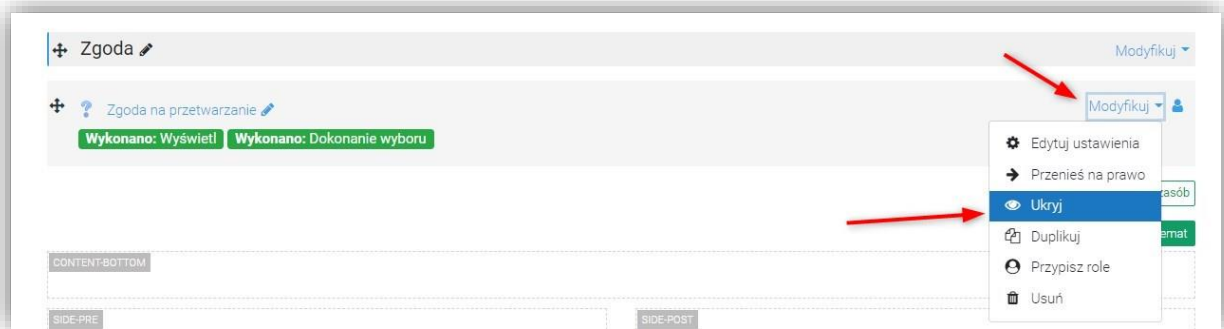 Zgoda
Modyfikuj
Zgoda na przetwarzanie
Modyfikuj
Wykonano: Wyświetl Wykonano: Dokonanie wyboru
Edytuj ustawienia
Przenieś na prawo
Ukryj
Duplikuj
Przypisz role
Usuń
CONTENT-BOTTOM
SIDE-PRE
SIDE-POST